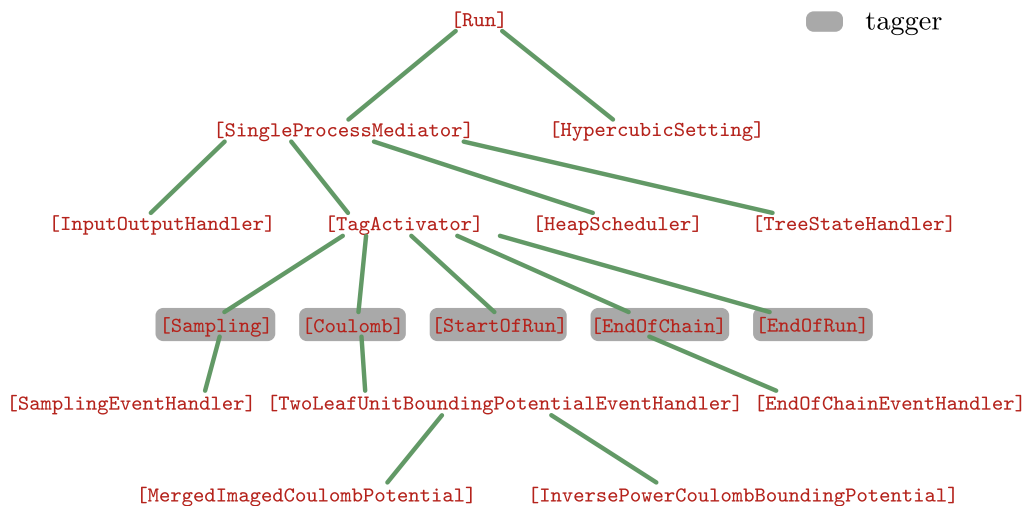 [Run] tagger
[SingleProcessMediator] [HypercubicSetting]
[InputOutputHandler] [TagActivator] [HeapScheduler] [TreeStateHandler]
[Sampling] [Coulomb] [StartOfRun] [EndOfChain] [EndOfRun]
[SamplingEventHandler] [TwoLeafUnitBoundingPotentialEventHandler] [EndOfChainEventHandler]
[MergedImagedCoulombPotential] [InversePowerCoulombBoundingPotential]